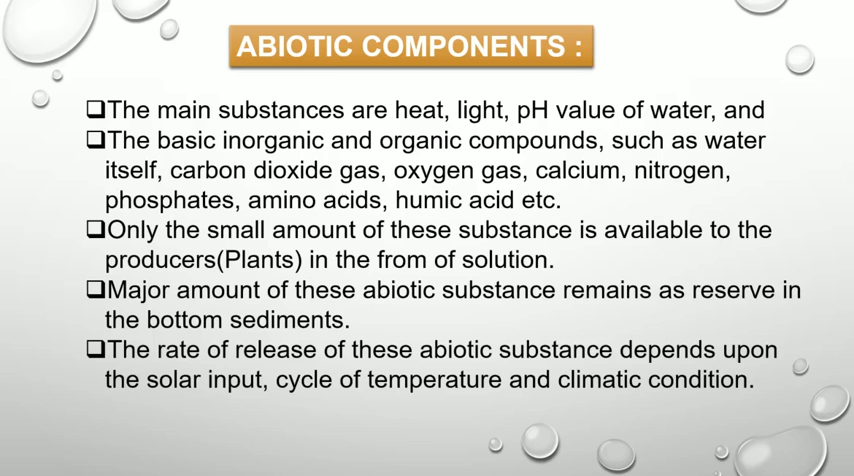 ABIOTIC COMPONENTS :
❑The main substances are heat, light, pH value of water, and
❑The basic inorganic and organic compounds, such as water
itself, carbon dioxide gas, oxygen gas, calcium, nitrogen,
phosphates, amino acids, humic acid etc.
❑Only the small amount of these substance is available to the
producers(Plants) in the from of solution.
❑Major amount of these abiotic substance remains as reserve in
the bottom sediments.
❑The rate of release of these abiotic substance depends upon
the solar input, cycle of temperature and climatic condition.